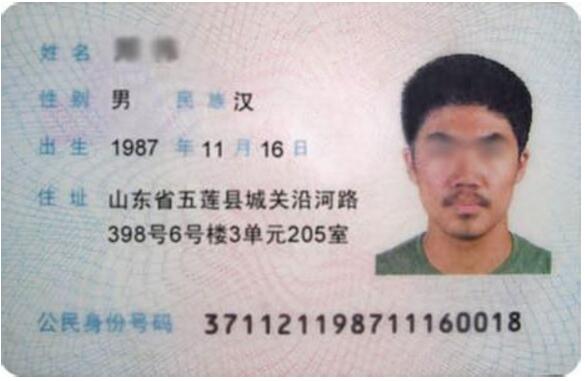 姓名
性别 男 民族 汉
出生 1987 年 11 月 16 日
住址 山东省五莲县城关沿河路
398号6号楼3单元205室
公民身份号码 371121198711160018